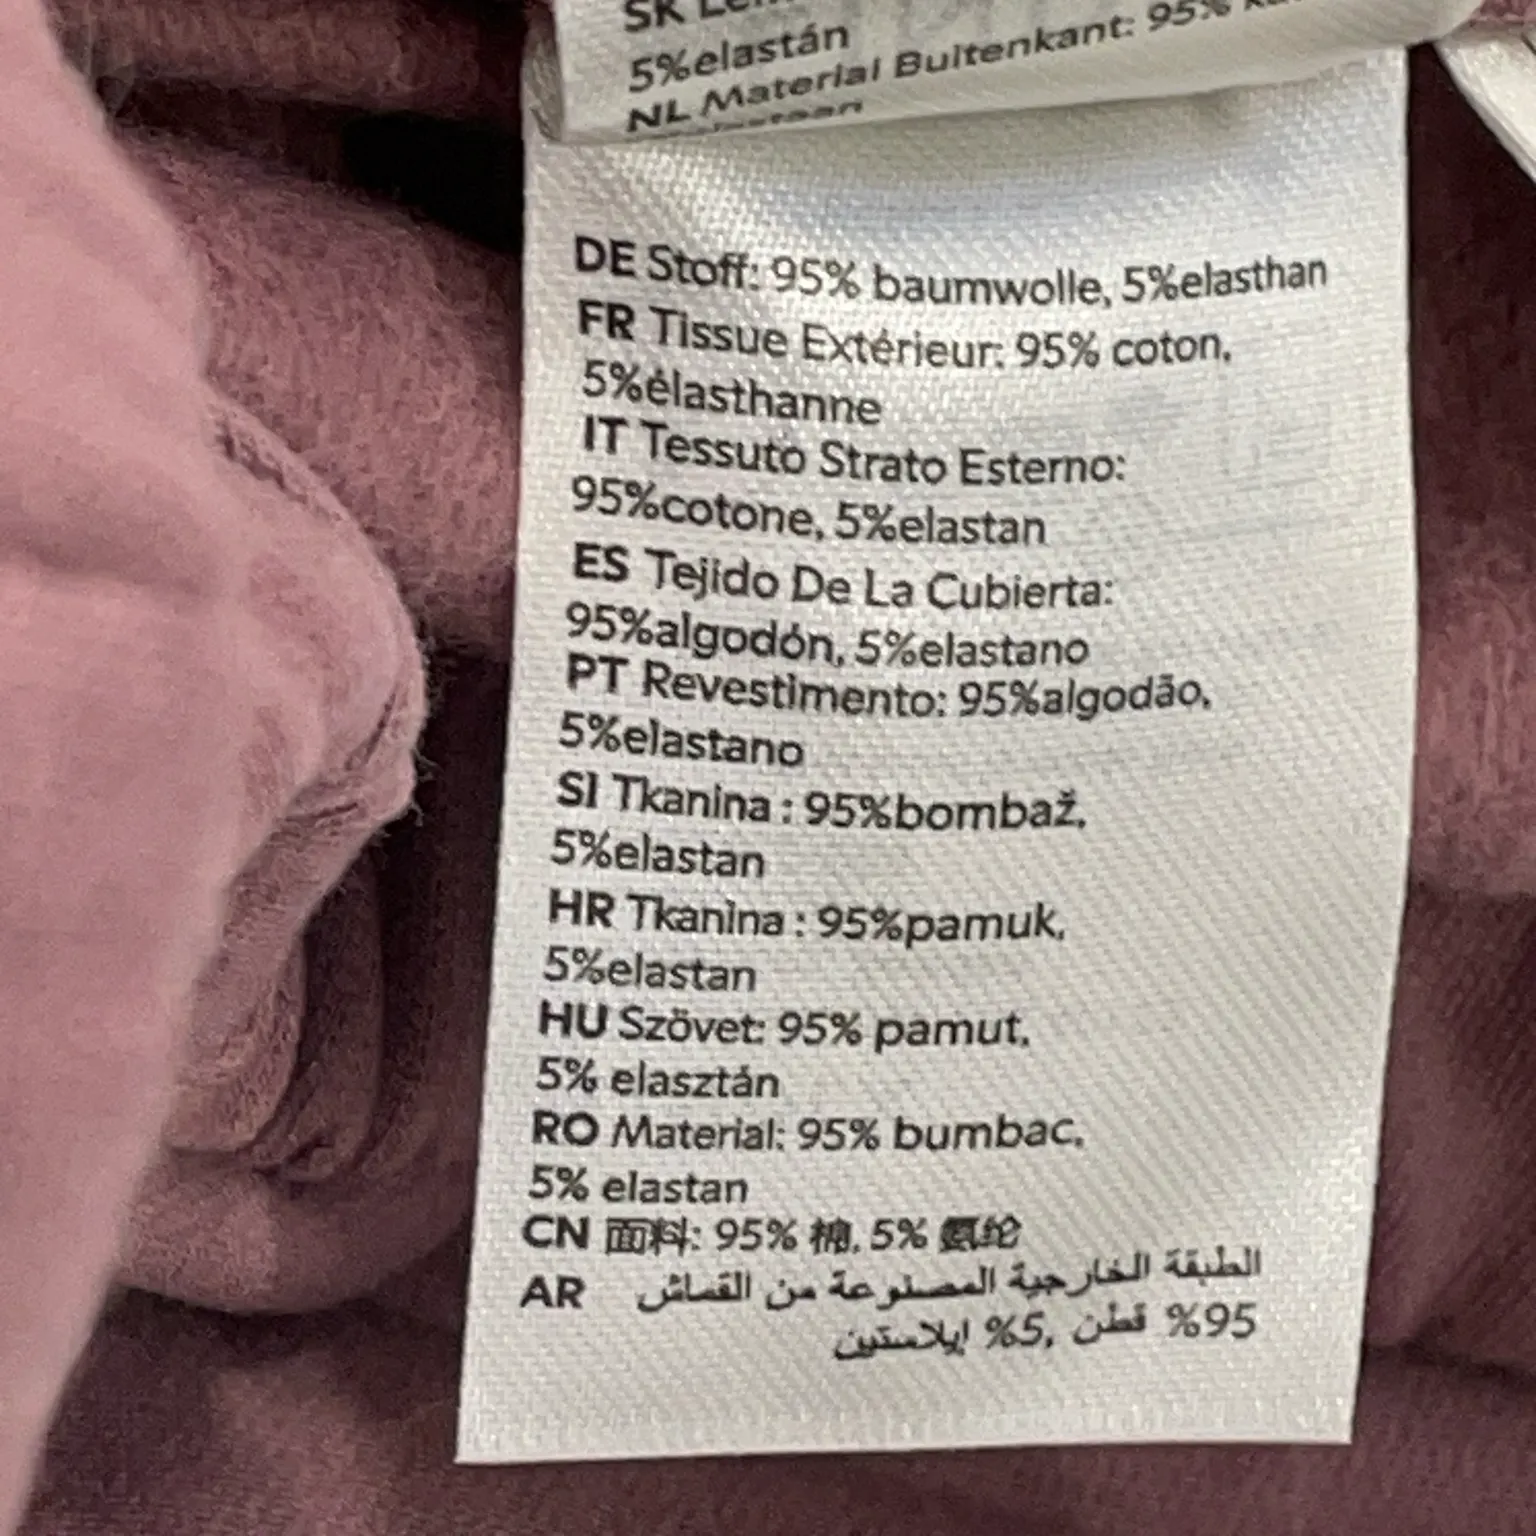 SK
5%elastán
NL Material Buitenkant: 95%
DE Stoff: 95% baumwolle, 5%elasthan
FR Tissue Extérieur: 95% coton,
5%élasthanne
IT Tessuto Strato Esterno:
95%cotone, 5%elastan
ES Tejido De La Cubierta:
95%algodón, 5%elastano
PT Revestimento: 95%algodão,
5%elastano
SI Tkanina : 95%bombaž,
5%elastan
HR Tkanina : 95%pamuk,
5%elastan
HU Szövet: 95% pamut,
5% elasztán
RO Material: 95% bumbac,
5% elastan
CN 面料: 95% 棉, 5% 氨纶
AR الطبقة الخارجية المصنوعة من القماش
95% قطن ,5% إيلاستين